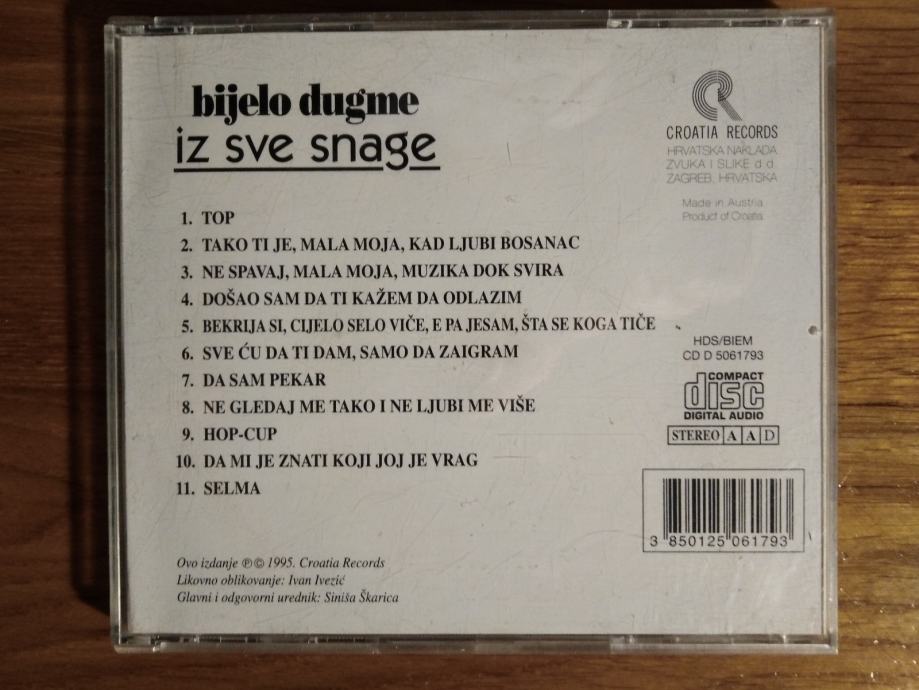 bijelo dugme
iz sve snage
CROATIA RECORDS
HRVATSKA NAKLADA
ZVUKA I SLIKE d.d.
ZAGREB, HRVATSKA
Made in Austria
Product of Croatia
1. TOP
2. TAKO TI JE, MALA MOJA, KAD LJUBI BOSANAC
3. NE SPAVAJ, MALA MOJA, MUZIKA DOK SVIRA
4. DOŠAO SAM DA TI KAŽEM DA ODLAZIM
5. BEKRIJA SI, CIJELO SELO VIČE, E PA JESAM, ŠTA SE KOGA TIČE
6. SVE ĆU DA TI DAM, SAMO DA ZAIGRAM
7. DA SAM PEKAR
8. NE GLEDAJ ME TAKO I NE LJUBI ME VIŠE
9. HOP-CUP
10. DA MI JE ZNATI KOJI JOJ JE VRAG
11. SELMA
HDS/BIEM
CD D 5061793
COMPACT
disc
DIGITAL AUDIO
STEREO A A D
3 850125 061793
Ovo izdanje ℗© 1995. Croatia Records
Likovno oblikovanje: Ivan Ivezić
Glavni i odgovorni urednik: Siniša Škarica